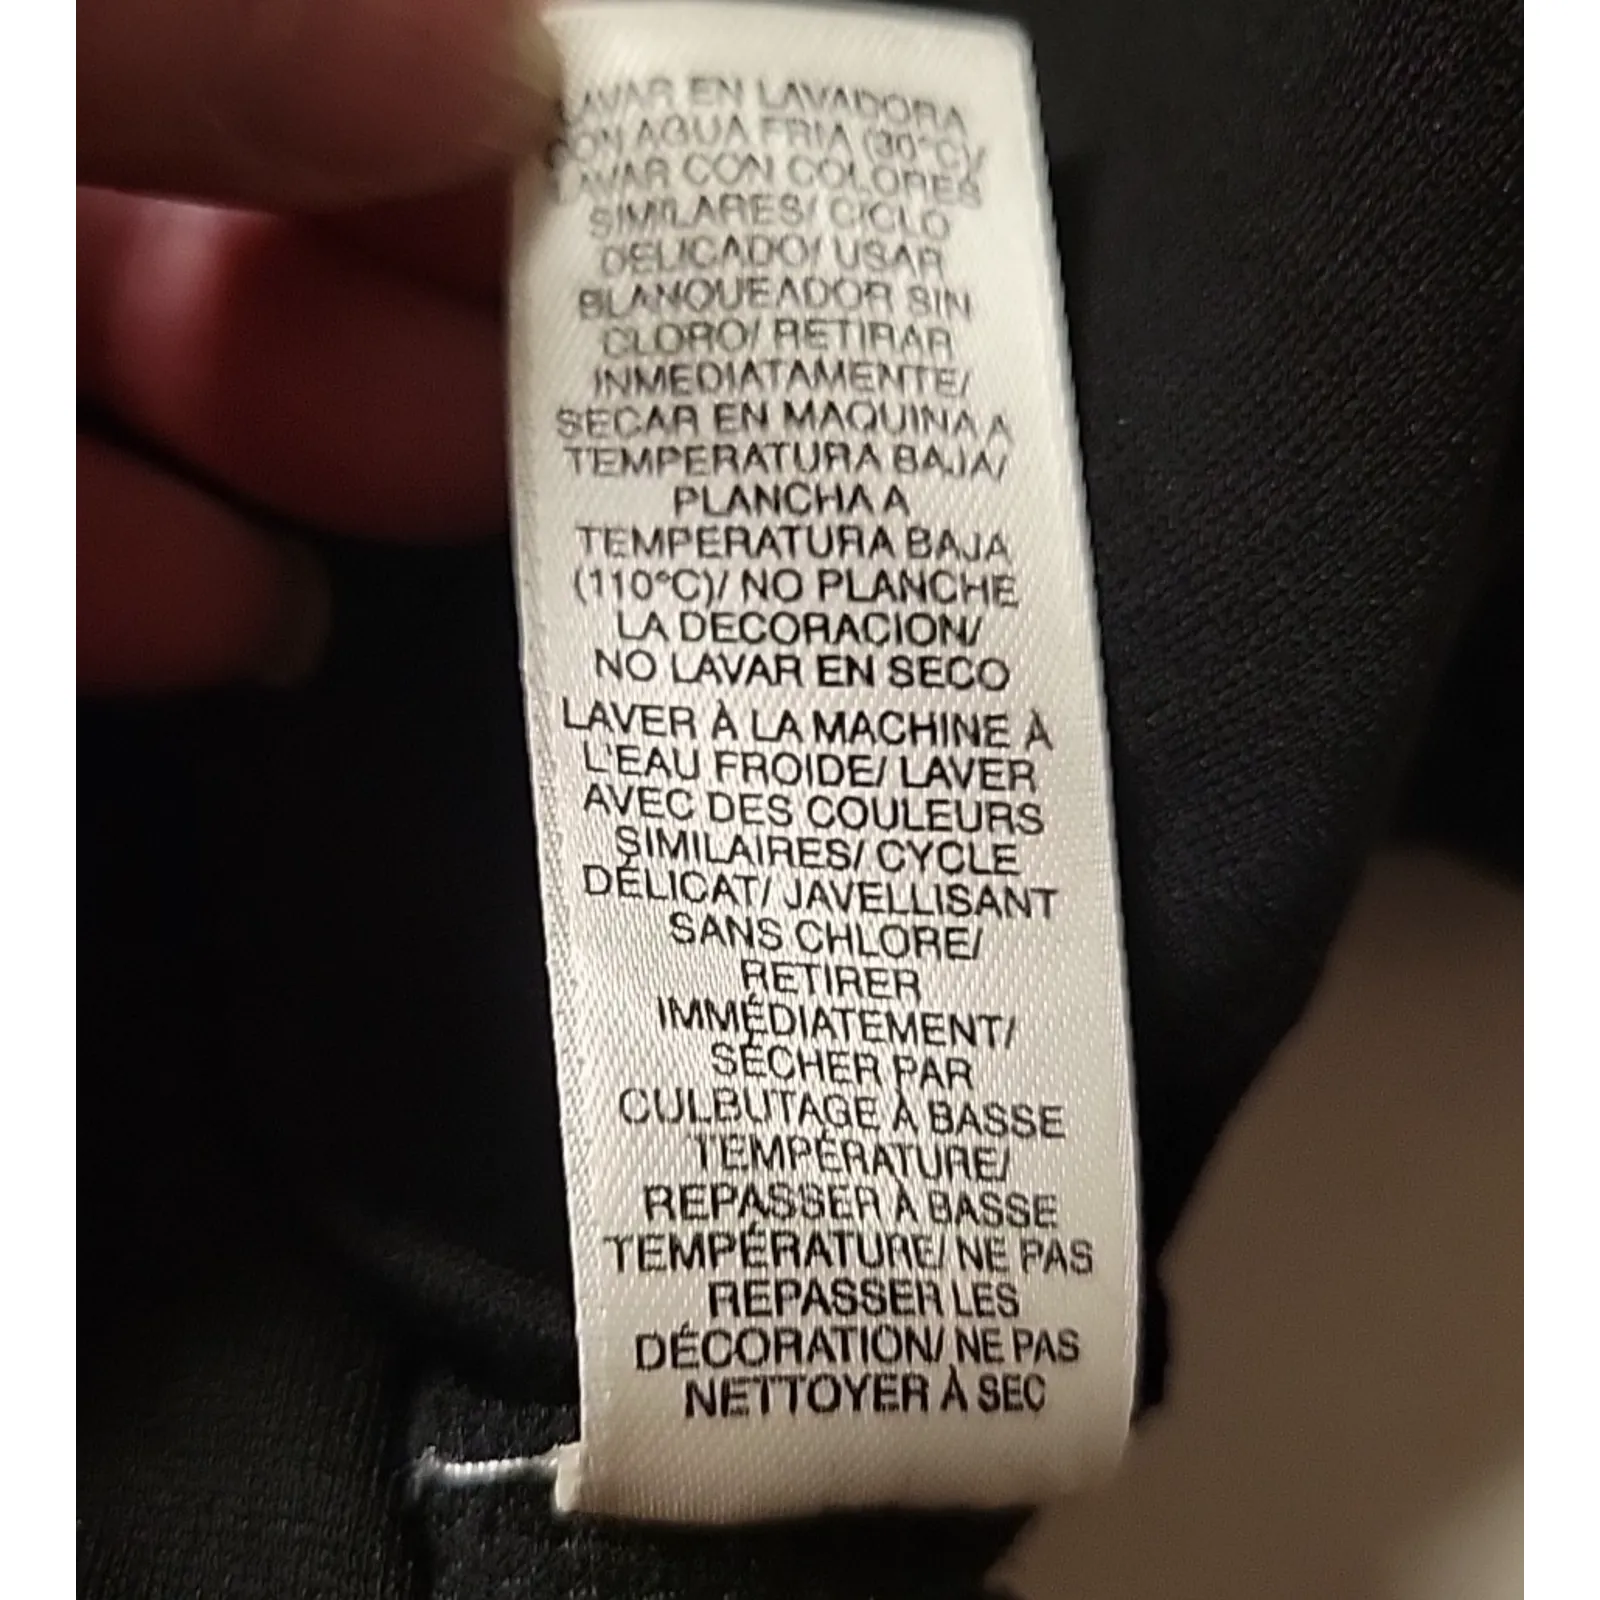 LAVAR EN LAVADORA
CON AGUA FRIA (30°C)/
LAVAR CON COLORES
SIMILARES/ CICLO
DELICADO/ USAR
BLANQUEADOR SIN
CLORO/ RETIRAR
INMEDIATAMENTE/
SECAR EN MAQUINA A
TEMPERATURA BAJA/
PLANCHA A
TEMPERATURA BAJA
(110°C)/ NO PLANCHE
LA DECORACION/
NO LAVAR EN SECO
LAVER À LA MACHINE À
L'EAU FROIDE/ LAVER
AVEC DES COULEURS
SIMILAIRES/ CYCLE
DÉLICAT/ JAVELLISANT
SANS CHLORE/
RETIRER
IMMÉDIATEMENT/
SÉCHER PAR
CULBUTAGE À BASSE
TEMPÉRATURE/
REPASSER À BASSE
TEMPÉRATURE/ NE PAS
REPASSER LES
DÉCORATION/ NE PAS
NETTOYER À SEC